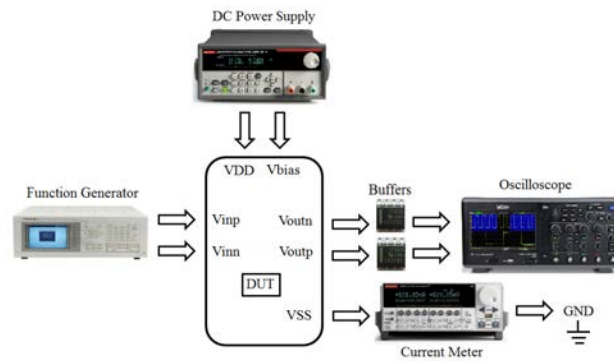 DC Power Supply
VDD Vbias
Function Generator
Buffers
Oscilloscope
Vinp
Voutn
Vinn
Voutp
DUT
VSS
GND
Current Meter